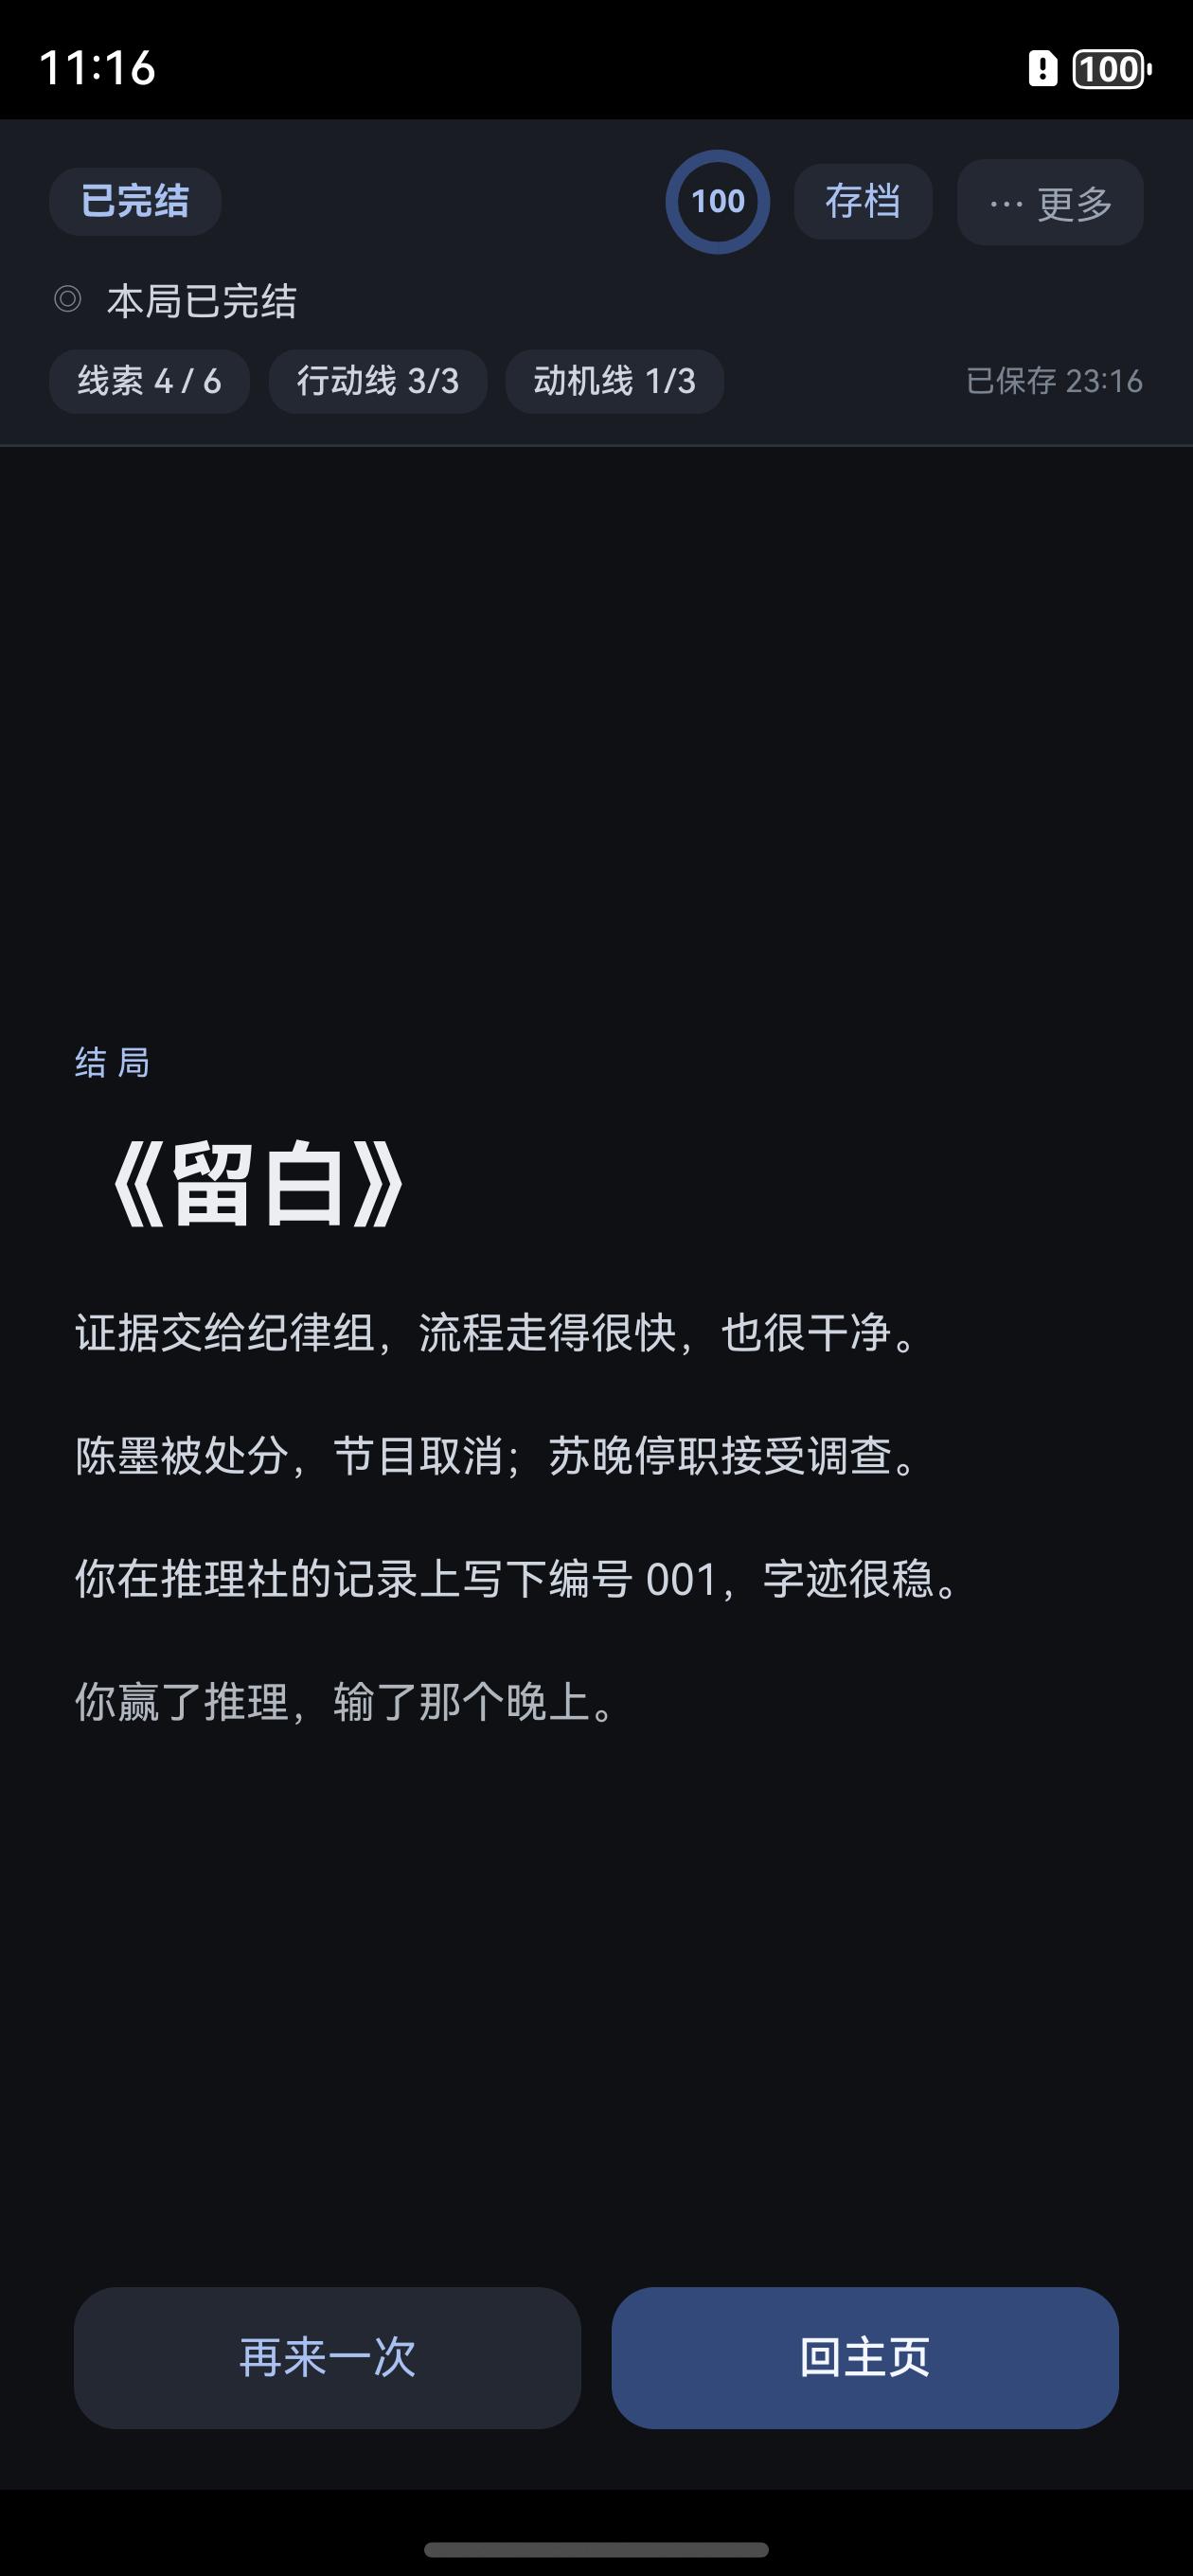 11:16
100
已完结
100
存档
··· 更多
◎ 本局已完结
线索 4 / 6
行动线 3/3
动机线 1/3
已保存 23:16
结局
《留白》
证据交给纪律组，流程走得很快，也很干净。
陈墨被处分，节目取消；苏晚停职接受调查。
你在推理社的记录上写下编号 001，字迹很稳。
你赢了推理，输了那个晚上。
再来一次
回主页